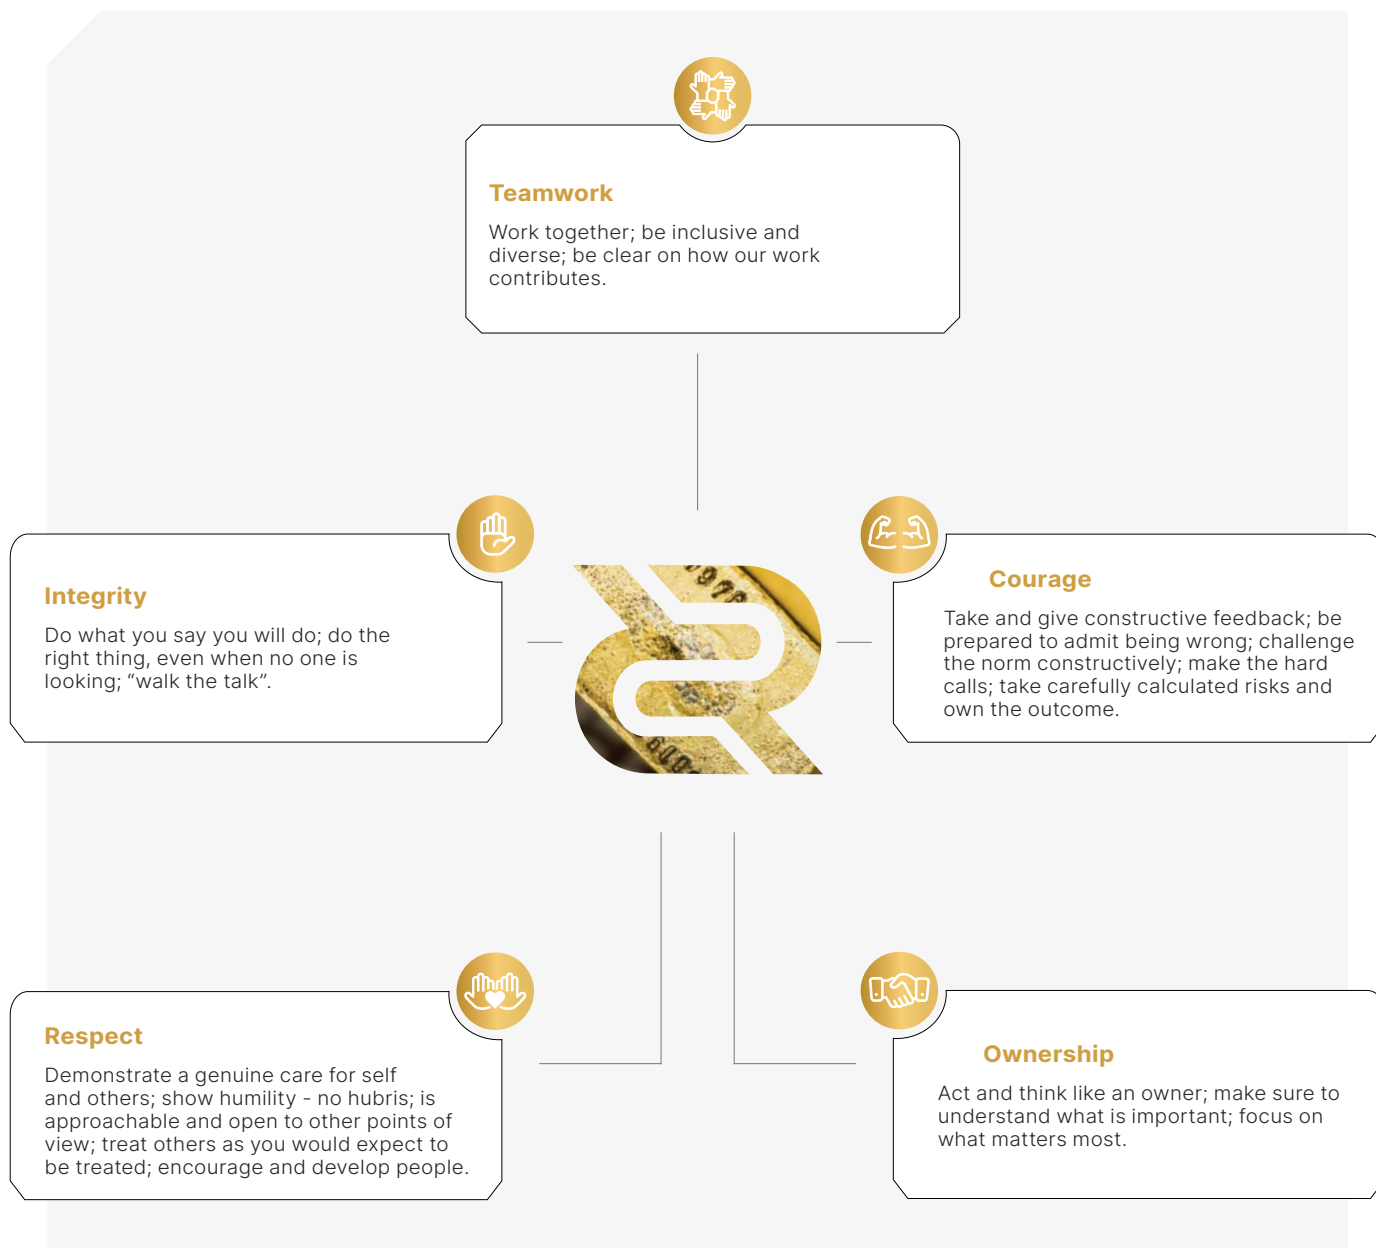 Teamwork
Work together; be inclusive and
diverse; be clear on how our work
contributes.
Integrity
Do what you say you will do; do the
right thing, even when no one is
looking; “walk the talk”.
Courage
Take and give constructive feedback; be
prepared to admit being wrong; challenge
the norm constructively; make the hard
calls; take carefully calculated risks and
own the outcome.
Respect
Demonstrate a genuine care for self
and others; show humility - no hubris; is
approachable and open to other points of
view; treat others as you would expect to
be treated; encourage and develop people.
Ownership
Act and think like an owner; make sure to
understand what is important; focus on
what matters most.